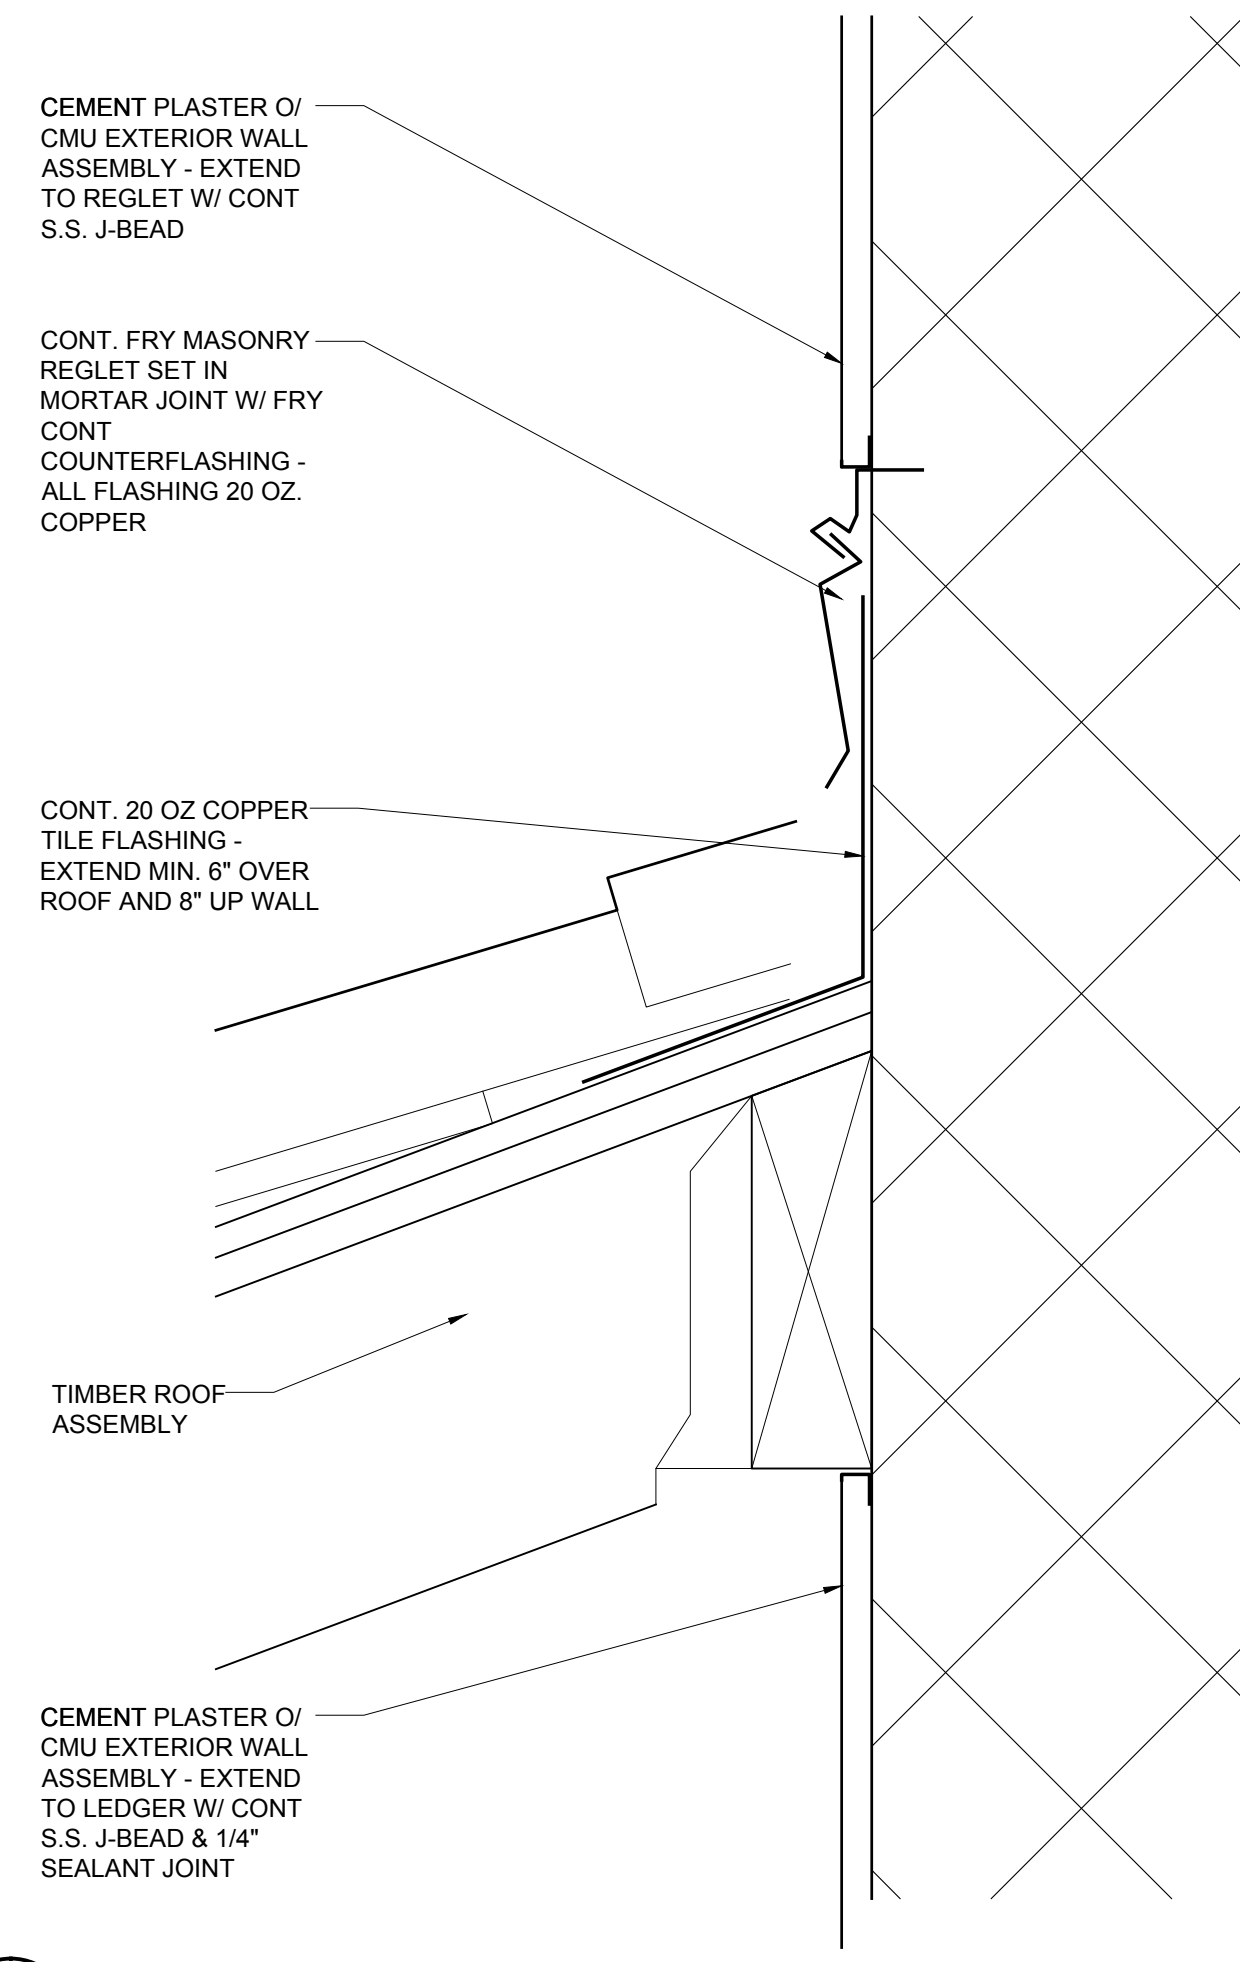 CEMENT PLASTER O/
CMU EXTERIOR WALL
ASSEMBLY - EXTEND
TO REGLET W/ CONT
S.S. J-BEAD
CONT. FRY MASONRY
REGLET SET IN
MORTAR JOINT W/ FRY
CONT
COUNTERFLASHING -
ALL FLASHING 20 OZ.
COPPER
CONT. 20 OZ COPPER
TILE FLASHING -
EXTEND MIN. 6" OVER
ROOF AND 8" UP WALL
TIMBER ROOF
ASSEMBLY
CEMENT PLASTER O/
CMU EXTERIOR WALL
ASSEMBLY - EXTEND
TO LEDGER W/ CONT
S.S. J-BEAD & 1/4"
SEALANT JOINT